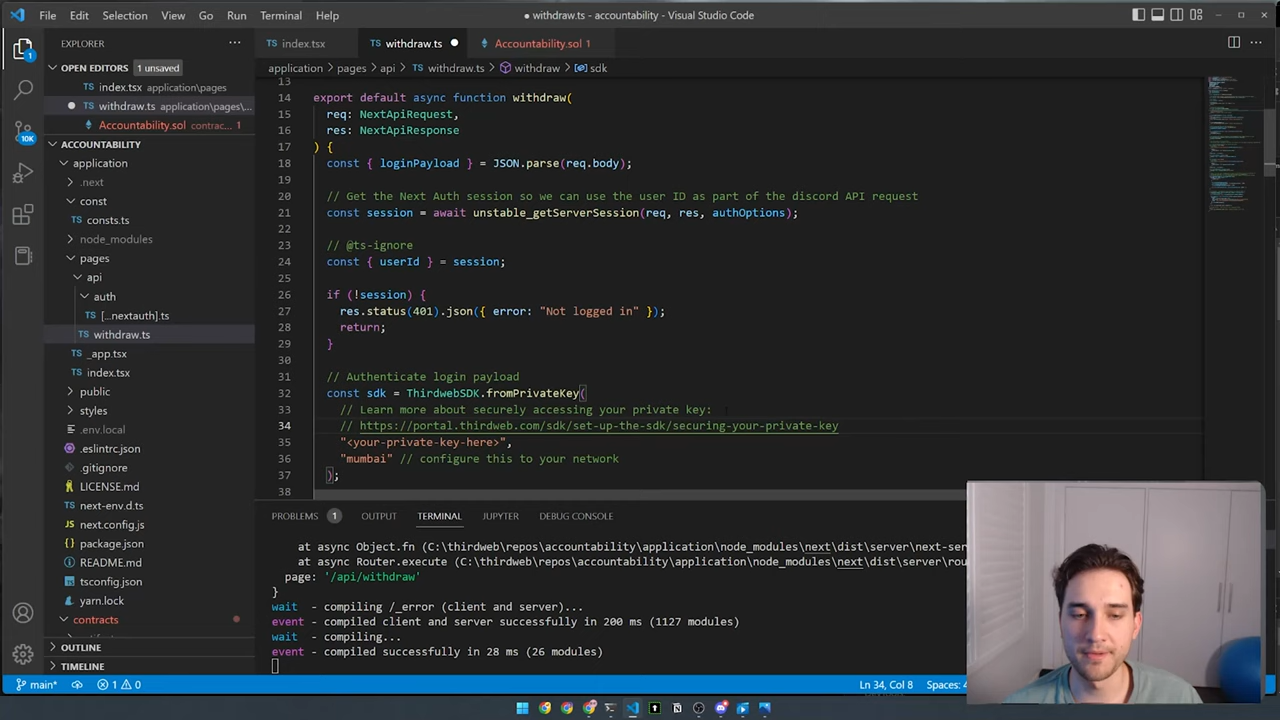 File Edit Selection View Go Run Terminal Help
withdraw.ts - accountability - Visual Studio Code
EXPLORER
index.tsx
TS withdraw.ts
Accountability.sol 1
OPEN EDITORS 1 unsaved
application > pages > api > TS withdraw.ts > withdraw > sdk
index.tsx application\pages
TS withdraw.ts application\pages\...
Accountability.sol contrac... 1
ACCOUNTABILITY
application
.next
const
TS consts.ts
node_modules
pages
api
auth
TS [...nextauth].ts
TS withdraw.ts
_app.tsx
index.tsx
public
styles
.env.local
.eslintrc.json
.gitignore
LICENSE.md
TS next-env.d.ts
next.config.js
package.json
README.md
tsconfig.json
yarn.lock
contracts
OUTLINE
TIMELINE
13
14 export default async function withdraw(
15 req: NextApiRequest,
16 res: NextApiResponse
17 ) {
18 const { loginPayload } = JSON.parse(req.body);
19
20 // Get the Next Auth session so we can use the user ID as part of the discord API request
21 const session = await unstable_getServerSession(req, res, authOptions);
22
23 // @ts-ignore
24 const { userId } = session;
25
26 if (!session) {
27 res.status(401).json({ error: "Not logged in" });
28 return;
29 }
30
31 // Authenticate login payload
32 const sdk = ThirdwebSDK.fromPrivateKey(
33 // Learn more about securely accessing your private key:
34 // https://portal.thirdweb.com/sdk/set-up-the-sdk/securing-your-private-key
35 "<your-private-key-here>",
36 "mumbai" // configure this to your network
37 );
38
PROBLEMS 1 OUTPUT TERMINAL JUPYTER DEBUG CONSOLE
at async Object.fn (C:\thirdweb\repos\accountability\application\node_modules\next\dist\server\next-se
at async Router.execute (C:\thirdweb\repos\accountability\application\node_modules\next\dist\server\rou
page: '/api/withdraw'
}
wait - compiling /_error (client and server)...
event - compiled client and server successfully in 200 ms (1127 modules)
wait - compiling...
event - compiled successfully in 28 ms (26 modules)
1
10K
main* 1 0
Ln 34, Col 8 Spaces: 4